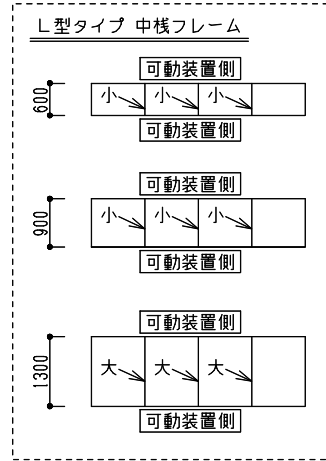 L型タイプ 中桟フレーム
可動装置側
600 小 小 小
可動装置側
可動装置側
900 小 小 小
可動装置側
可動装置側
1300 大 大 大
可動装置側